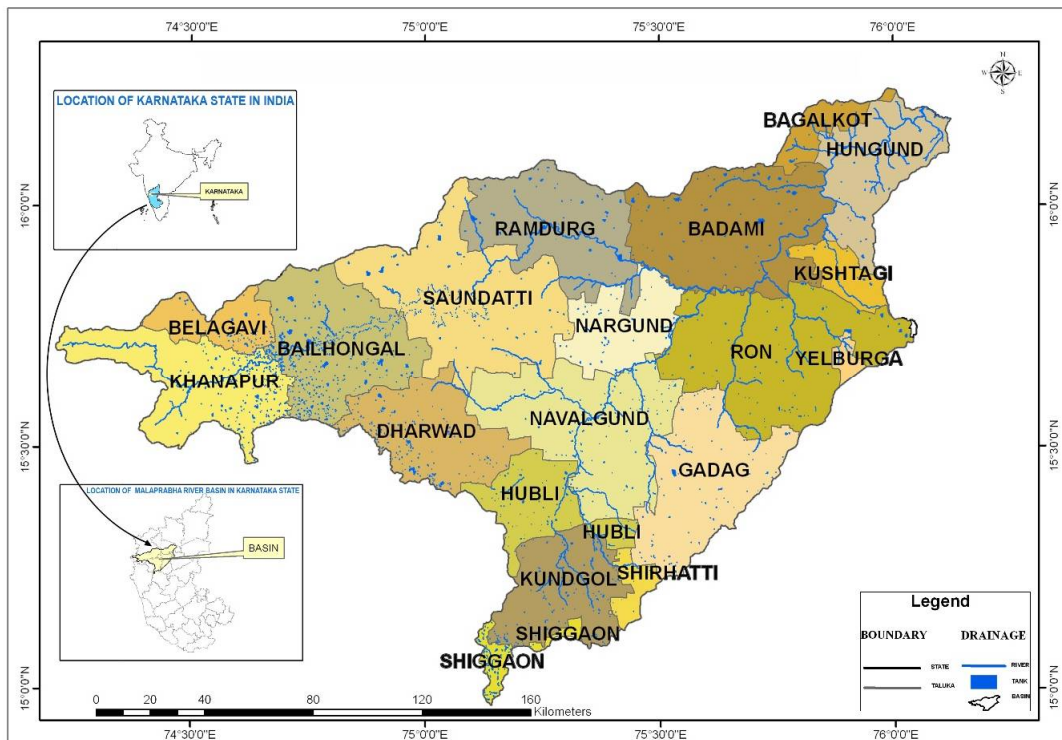 74°30'0"E
75°0'0"E
75°30'0"E
76°0'0"E
N
W
S
LOCATION OF KARNATAKA STATE IN INDIA
KARNATAKA
16°0'0"N
16°0'0"N
BAGALKOT
HUNGUND
RAMDURG
BADAMI
KUSHTAGI
SAUNDATTI
BELAGAVI
NARGUND
BAILHONGAL
RON
YELBURGA
KHANAPUR
NAVALGUND
DHARWAD
15°30'0"N
15°30'0"N
GADAG
HUBLI
LOCATION OF MALAPRABHA RIVER BASIN IN KARNATAKA STATE
BASIN
HUBLI
KUNDGOL
SHIRHATTI
SHIGGAON
SHIGGAON
Legend
BOUNDARY
DRAINAGE
STATE
RIVER
TALUKA
TANK
BASIN
15°0'0"N
15°0'0"N
0 20 40 80 120 160
Kilometers
74°30'0"E
75°0'0"E
75°30'0"E
76°0'0"E